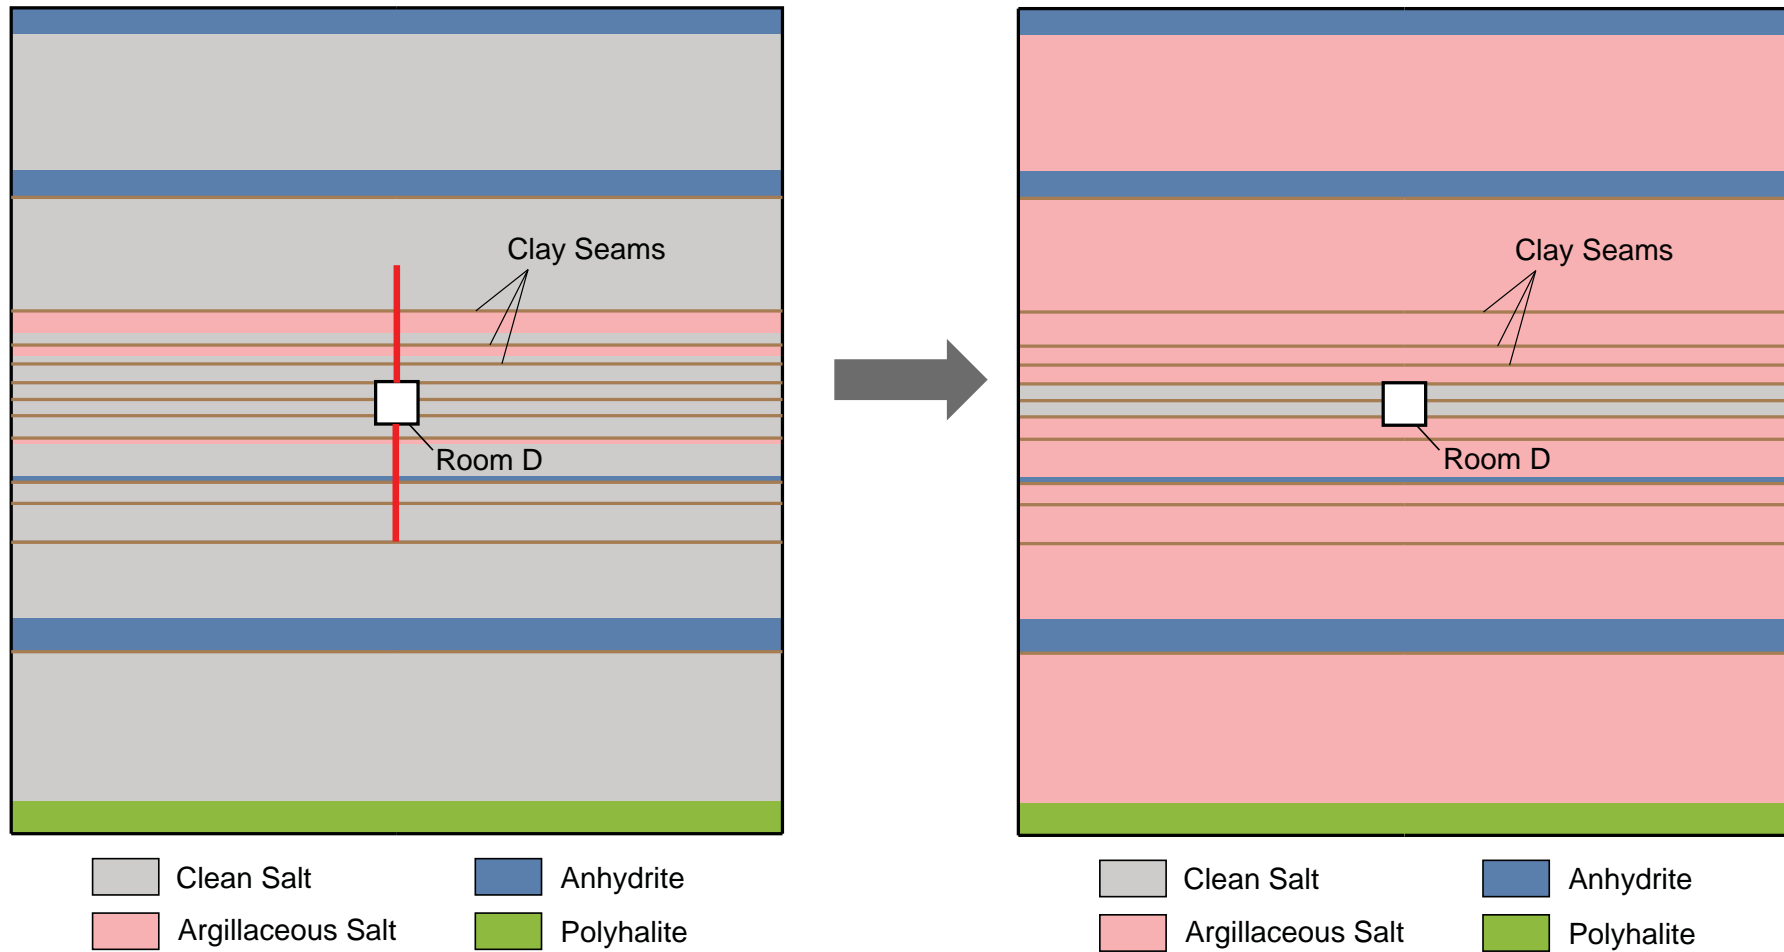 Clay Seams
Room D
Clean Salt
Anhydrite
Argillaceous Salt
Polyhalite
Clay Seams
Room D
Clean Salt
Anhydrite
Argillaceous Salt
Polyhalite